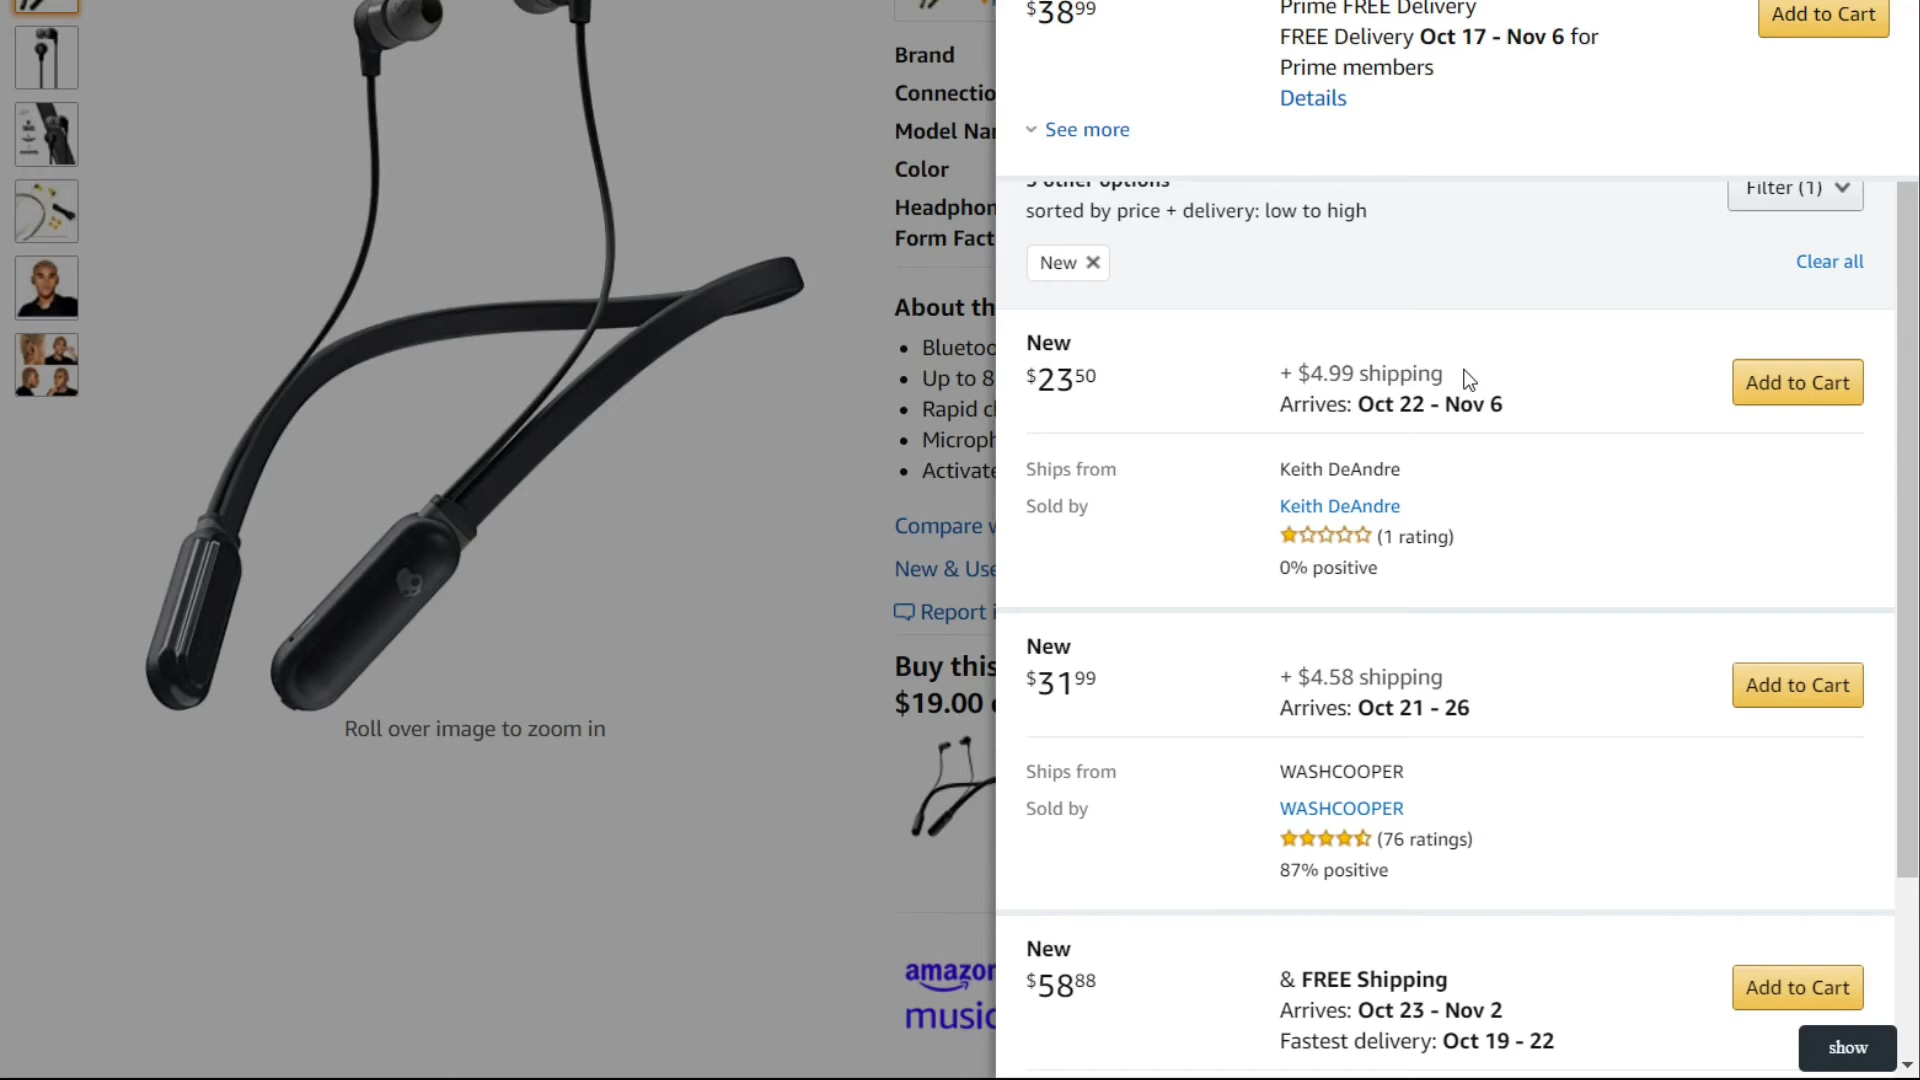 Brand
Connectio
Model Nar
Color
Headphon
Form Fact
About th
Bluetoo
Up to 8
Rapid cl
Microph
Activate
Compare w
New & Use
Report i
Buy this
$19.00
Roll over image to zoom in
amazon
music
$38.99
Prime FREE Delivery
FREE Delivery Oct 17 - Nov 6 for
Prime members
Details
See more
other options
sorted by price + delivery: low to high
Filter (1)
New ✕
Clear all
New
$23.50
+ $4.99 shipping
Arrives: Oct 22 - Nov 6
Add to Cart
Ships from
Keith DeAndre
Sold by
Keith DeAndre
(1 rating)
0% positive
New
$31.99
+ $4.58 shipping
Arrives: Oct 21 - 26
Add to Cart
Ships from
WASHCOOPER
Sold by
WASHCOOPER
(76 ratings)
87% positive
New
$58.88
& FREE Shipping
Arrives: Oct 23 - Nov 2
Fastest delivery: Oct 19 - 22
Add to Cart
show
Add to Cart